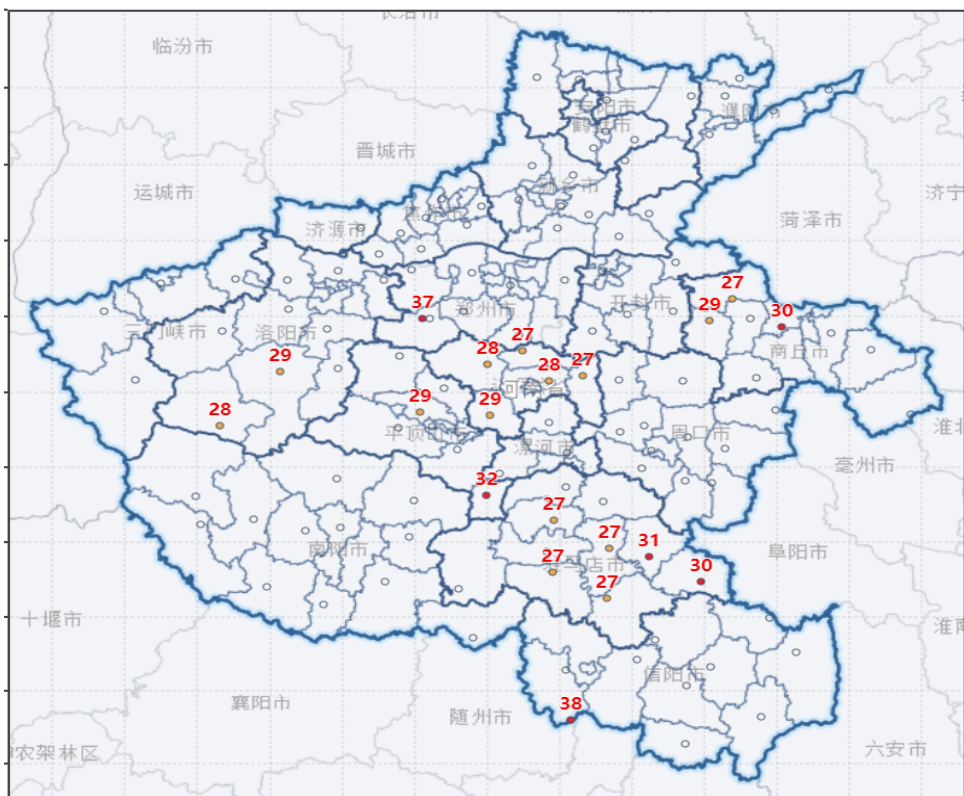 长治市
临汾市
安阳市
濮阳市
鹤壁市
晋城市
运城市
新乡市
济宁
焦作市
菏泽市
济源市
27
37
郑州市
开封市
29
30
三门峡市
洛阳市
27
商丘市
28
29
28
27
河南省
29
29
28
平顶山市
漯河市
周口市
淮北
亳州市
32
27
27
31
南阳市
阜阳市
27
驻马店市
30
27
十堰市
淮南
信阳市
襄阳市
38
随州市
神农架林区
六安市